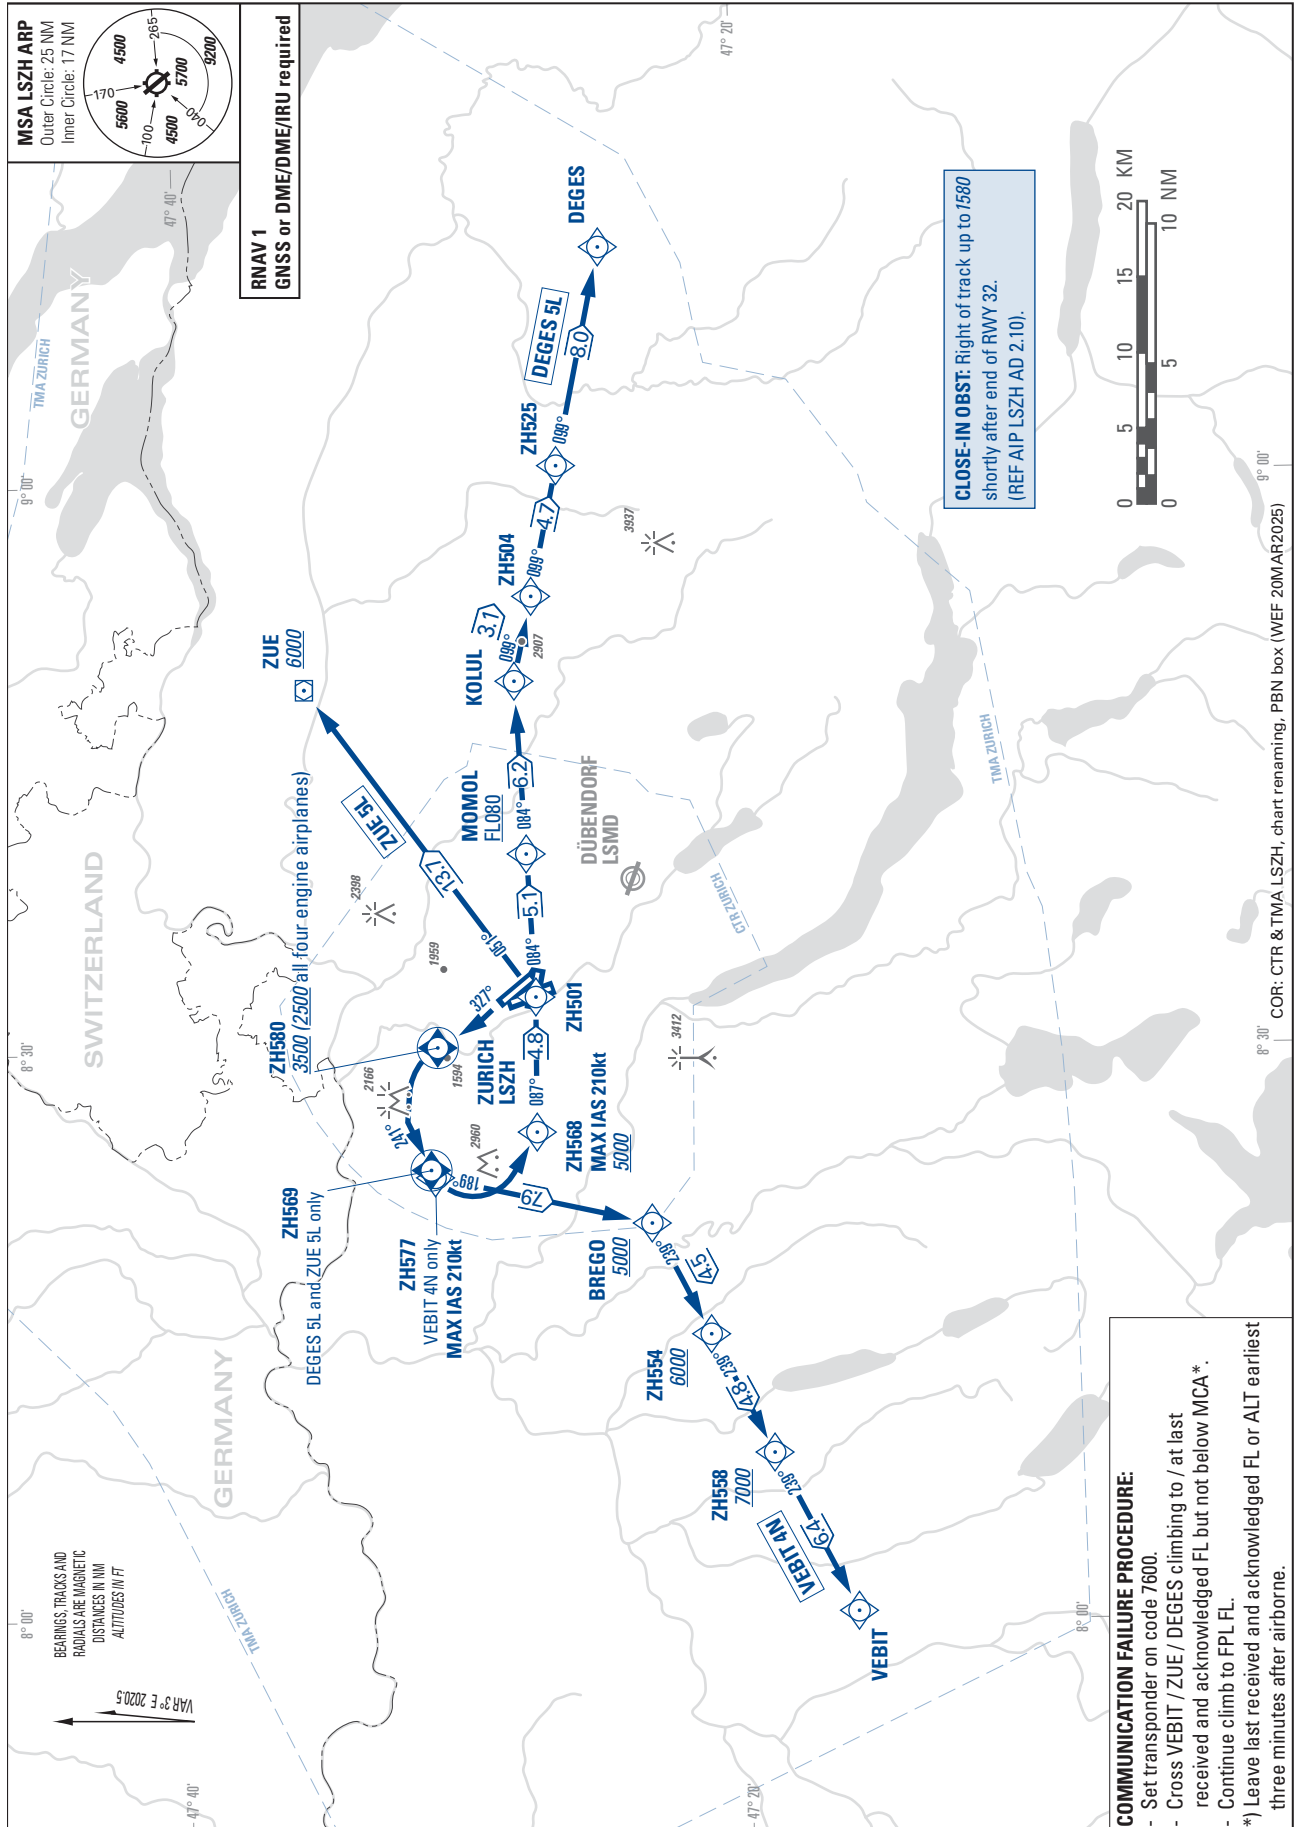 BEARINGS, TRACKS AND
RADIALS ARE MAGNETIC
DISTANCES IN NM
ALTITUDES IN FT
VAR 3° E 2020.5
8° 00'
8° 30'
9° 00'
47° 40'
47° 40'
47° 20'
47° 20'
8° 00'
8° 30'
9° 00'
MSA LSZH ARP
Outer Circle: 25 NM
Inner Circle: 17 NM
170
265
100
040
5600
4500
4500
5700
9200
RNAV 1
GNSS or DME/DME/IRU required
TMA ZURICH
TMA ZURICH
TMA ZURICH
CTR ZURICH
GERMANY
SWITZERLAND
GERMANY
ZH580
3500 (2500 all four engine airplanes)
ZUE
6000
ZUE 5L
13.7
051°
2398
1959
327°
2166
1594
241°
ZH569
DEGES 5L and ZUE 5L only
ZH577
VEBIT 4N only
MAX IAS 210kt
2960
189°
7.9
ZURICH
LSZH
087°
4.8
ZH501
ZH568
MAX IAS 210kt
5000
084°
5.1
MOMOL
FL080
084°
6.2
KOLUL
099°
3.1
2907
ZH504
099°
4.7
ZH525
099°
8.0
DEGES 5L
DEGES
3937
DÜBENDORF
LSMD
3412
BREGO
5000
239°
4.5
ZH554
6000
239°
4.8
ZH558
7000
239°
6.4
VEBIT 4N
VEBIT
CLOSE-IN OBST: Right of track up to 1580
shortly after end of RWY 32.
(REF AIP LSZH AD 2.10).
0 5 10 15 20 KM
0 5 10 NM
COMMUNICATION FAILURE PROCEDURE:
- Set transponder on code 7600.
- Cross VEBIT / ZUE / DEGES climbing to / at last
received and acknowledged FL but not below MCA*.
- Continue climb to FPL FL.
*) Leave last received and acknowledged FL or ALT earliest
three minutes after airborne.
COR: CTR & TMA LSZH, chart renaming, PBN box (WEF 20MAR2025)